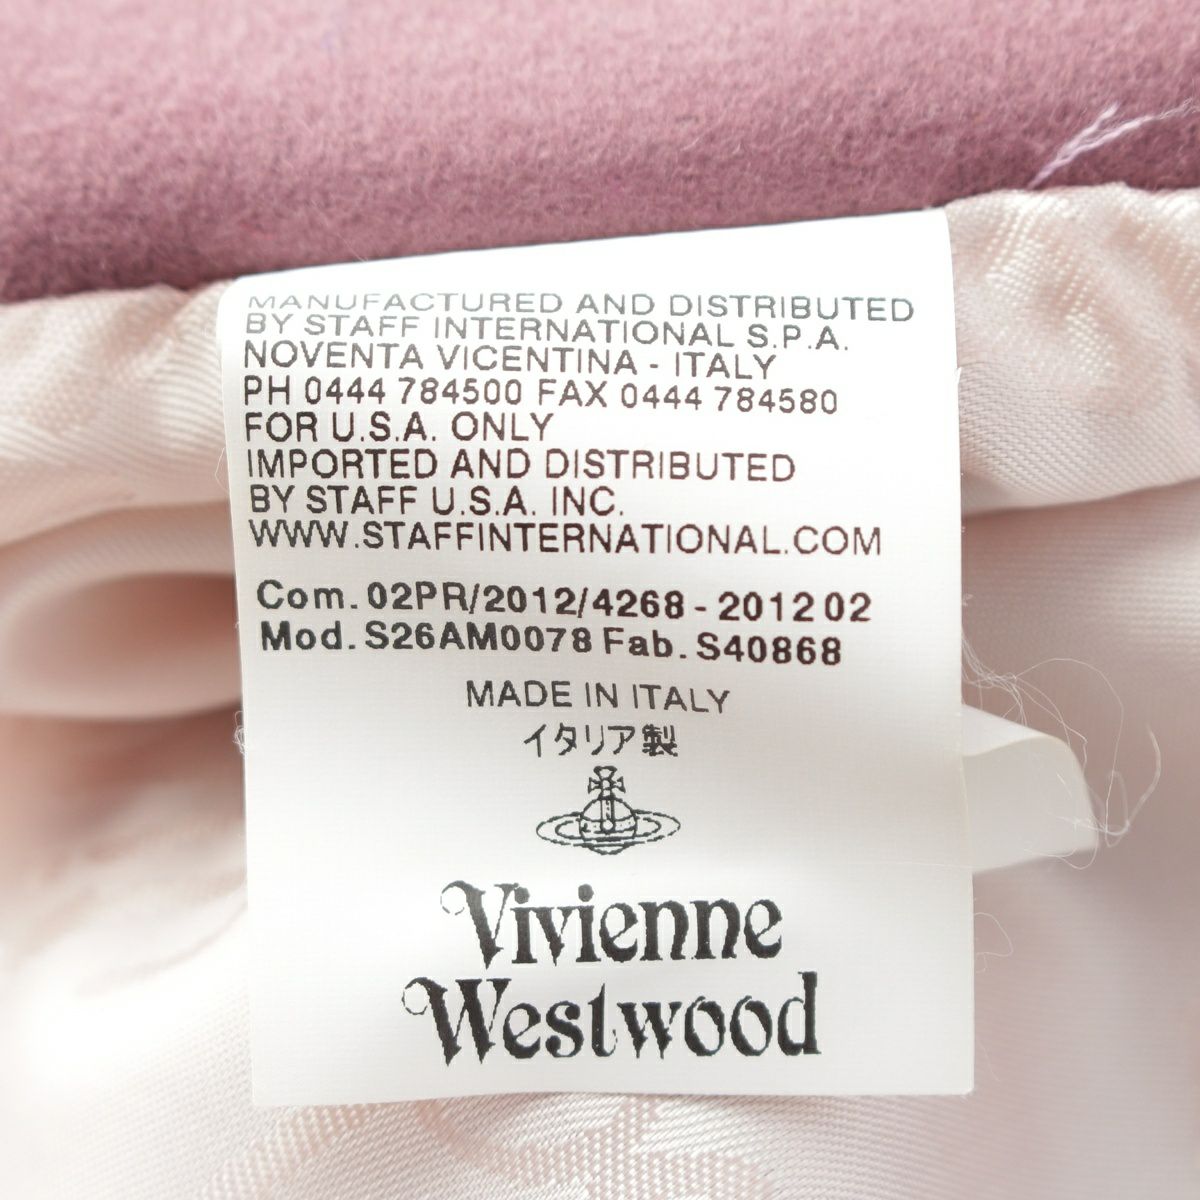 MANUFACTURED AND DISTRIBUTED
BY STAFF INTERNATIONAL S.P.A.
NOVENTA VICENTINA - ITALY
PH 0444 784500 FAX 0444 784580
FOR U.S.A. ONLY
IMPORTED AND DISTRIBUTED
BY STAFF U.S.A. INC.
WWW.STAFFINTERNATIONAL.COM
Com. 02PR/2012/4268 - 2012 02
Mod. S26AM0078 Fab. S40868
MADE IN ITALY
イタリア製
Vivienne
Westwood